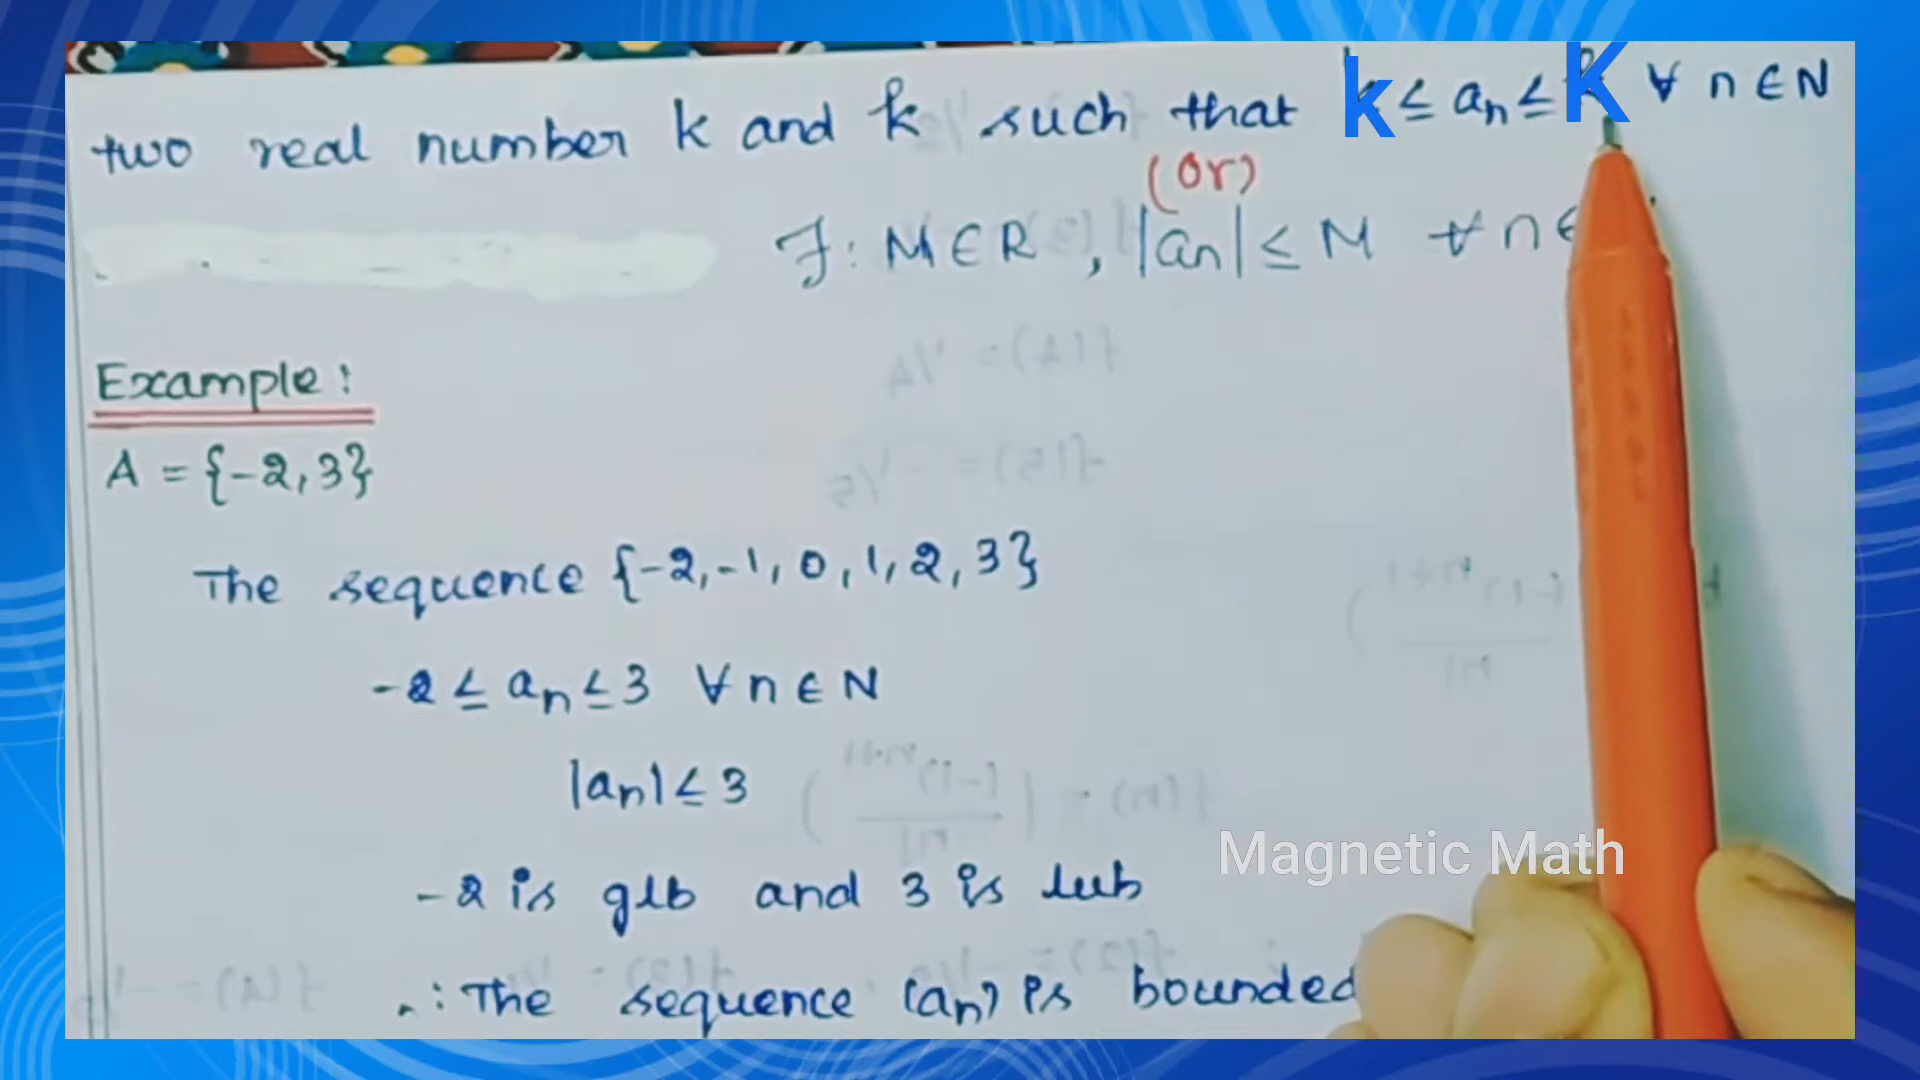 two real number k and k such that k ≤ an ≤ K ∀ n ∈ N
(or)
∃ : M ∈ R, |an| ≤ M ∀ n ∈
Example :
A = {-2, 3}
The sequence {-2, -1, 0, 1, 2, 3}
-2 ≤ an ≤ 3 ∀ n ∈ N
|an| ≤ 3
-2 is glb and 3 is lub
∴ The sequence (an) is bounded
Magnetic Math